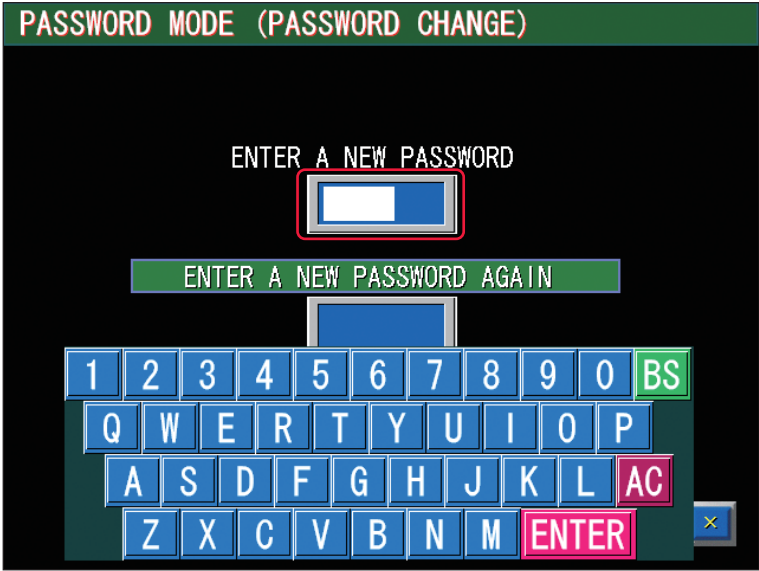 PASSWORD MODE (PASSWORD CHANGE)
ENTER A NEW PASSWORD
ENTER A NEW PASSWORD AGAIN
1 2 3 4 5 6 7 8 9 0 BS
Q W E R T Y U I O P
A S D F G H J K L AC
Z X C V B N M ENTER
×